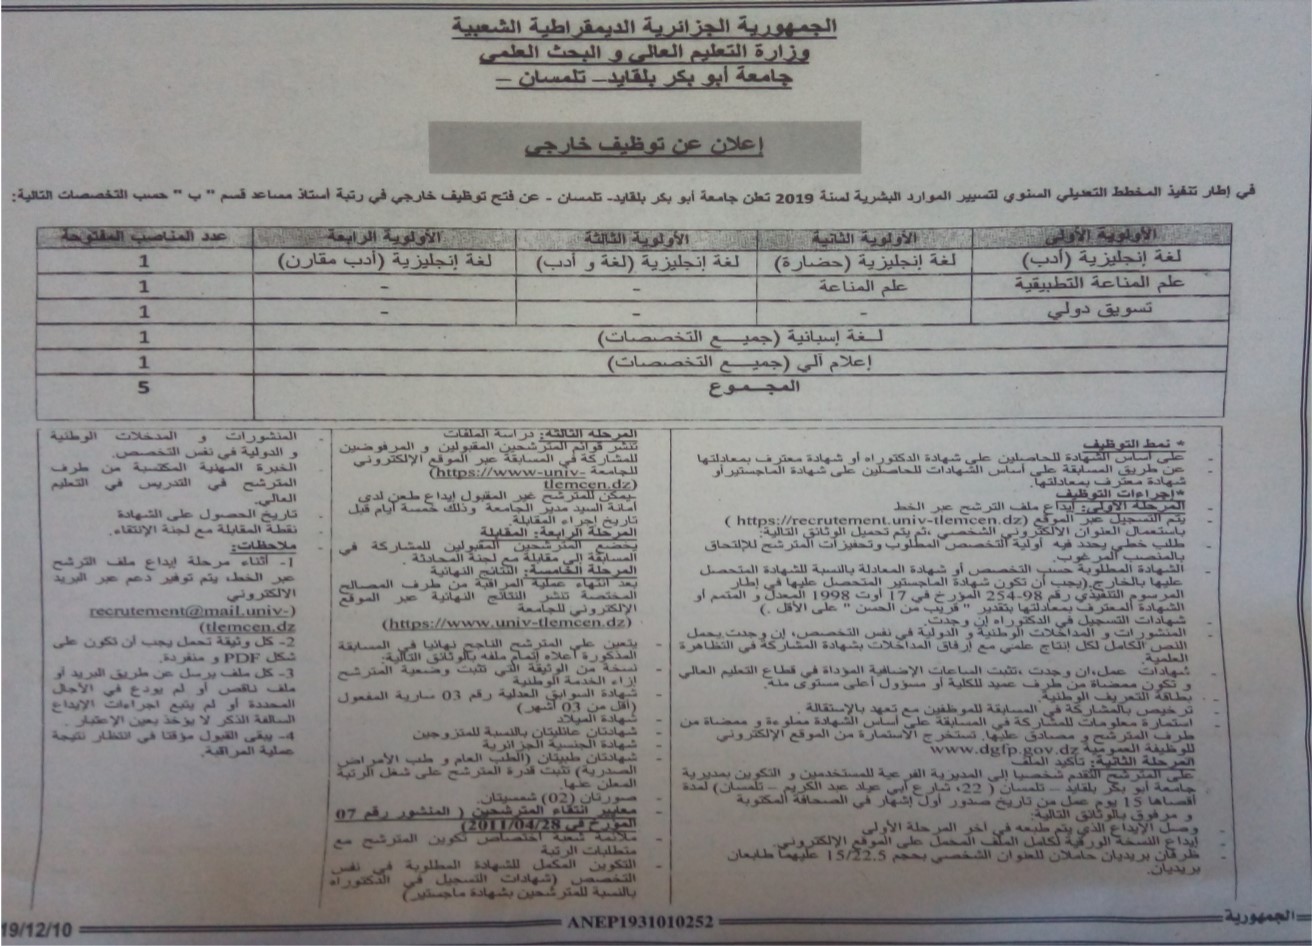 الجمهورية الجزائرية الديمقراطية الشعبية
وزارة التعليم العالي و البحث العلمي
جامعة أبو بكر بلقايد– تلمسان –
إعلان عن توظيف خارجي
في إطار تنفيذ المخطط التعديلي السنوي لتسيير الموارد البشرية لسنة 2019 تعلن جامعة أبو بكر بلقايد- تلمسان - عن فتح توظيف خارجي في رتبة أستاذ مساعد قسم " ب " حسب التخصصات التالية:
الأولوية الأولى الأولوية الثانية الأولوية الثالثة الأولوية الرابعة عدد المناصب المفتوحة
لغة إنجليزية (أدب) لغة إنجليزية (حضارة) لغة إنجليزية (لغة و أدب) لغة إنجليزية (أدب مقارن) 1
علم المناعة التطبيقية علم المناعة - - 1
تسويق دولي - - - 1
لـغة إسبانية (جميـع التخصصات) 1
إعلام آلي (جميـع التخصصات) 1
المجـموع 5
* نمط التوظيف
- على أساس الشهادة للحاصلين على شهادة الدكتوراه أو شهادة معترف بمعادلتها
- عن طريق المسابقة على أساس الشهادات للحاصلين على شهادة الماجستير أو
شهادة معترف بمعادلتها.
*إجراءات التوظيف
المرحلة الأولى: إيداع ملف الترشح عبر الخط
- يتم التسجيل عبر الموقع (https://recrutement.univ-tlemcen.dz )
باستعمال العنوان الالكتروني الشخصي ،ثم يتم تحميل الوثائق التالية:
- طلب خطي يحدد فيه أولية التخصص المطلوب وتحفيزات المترشح للإلتحاق
بالمنصب المرغوب.
- الشهادة المطلوبة حسب التخصص أو شهادة المعادلة بالنسبة للشهادة المتحصل
عليها بالخارج.(يجب أن تكون شهادة الماجستير المتحصل عليها في إطار
المرسوم التنفيذي رقم 98-254 المؤرخ في 17 أوت 1998 المعدل و المتمم أو
الشهادة المعترف بمعادلتها بتقدير " قريب من الحسن " على الأقل .)
- شهادات التسجيل في الدكتوراه إن وجدت.
- المنشورات و المداخلات الوطنية و الدولية في نفس التخصص، إن وجدت يحمل
النص الكامل لكل إنتاج علمي مع إرفاق المداخلات بشهادة المشاركة في التظاهرة
العلمية.
- شهادات عمل،إن وجدت ،تثبت الساعات الإضافية المؤداة في قطاع التعليم العالي
و تكون ممضاة من طرف عميد للكلية أو مسؤول أعلى مستوى منه.
- بطاقة التعريف الوطنية.
- ترخيص بالمشاركة في المسابقة للموظفين مع تعهد بالإستقالة .
- استمارة معلومات للمشاركة في المسابقة على أساس الشهادة مملوءة و ممضاة من
طرف المترشح و مصادق عليها. تستخرج الاستمارة من الموقع الإلكتروني
للوظيفة العمومية www.dgfp.gov.dz
المرحلة الثانية: تأكيد الملف
على المترشح التقدم شخصيا إلى المديرية الفرعية للمستخدمين و التكوين بمديرية
جامعة أبو بكر بلقايد – تلمسان ( 22، شارع أبي عياد عبد الكريم – تلمسان) لمدة
أقصاها 15 يوم عمل من تاريخ صدور أول إشهار في الصحافة المكتوبة
و مرفوق بالوثائق التالية:
- وصل الإيداع الذي يتم طبعه في آخر المرحلة الأولى
- إيداع النسخة الورقية لكامل الملف المحمل على الموقع الإلكتروني.
- ظرفان بريديان حاملان للعنوان الشخصي بحجم 15/22.5 عليهما طابعان
بريديان.
المرحلة الثالثة: دراسة الملفات
تنشر قوائم المترشحين المقبولين و المرفوضين
للمشاركة في المسابقة عبر الموقع الإلكتروني
للجامعة (https://www-univ-
tlemcen.dz)
-يمكن للمترشح غير المقبول إيداع طعن لدى
أمانة السيد مدير الجامعة وذلك خمسة أيام قبل
تاريخ إجراء المقابلة.
المرحلة الرابعة: المقابلة
يخضع المترشحين المقبولين للمشاركة في
المسابقة إلى مقابلة مع لجنة المحادثة .
المرحلة الخامسة: النتائج النهائية
بعد انتهاء عملية المراقبة من طرف المصالح
المختصة تنشر النتائج النهائية عبر الموقع
الإلكتروني للجامعة
(https://www.univ-tlemcen.dz)
يتعين على المترشح الناجح نهائيا في المسابقة
المذكورة أعلاه إتمام ملفه بالوثائق التالية:
- نسخة من الوثيقة التي تثبت وضعية المترشح
إزاء الخدمة الوطنية
- شهادة السوابق العدلية رقم 03 سارية المفعول
(أقل من 03 أشهر)
- شهادة الميلاد
- شهادتان عائليتان بالنسبة للمتزوجين
- شهادة الجنسية الجزائرية
- شهادتان طبيتان (الطب العام و طب الأمراض
الصدرية) تثبت قدرة المترشح على شغل الرتبة
المعلن عنها.
- صورتان (02) شمسيتان.
- معايير انتقاء المترشحين ( المنشور رقم 07
المؤرخ في 2011/04/28)
- ملائمة شعبة اختصاص تكوين المترشح مع
متطلبات الرتبة
- التكوين المكمل للشهادة المطلوبة في نفس
التخصص (شهادات التسجيل في الدكتوراه
بالنسبة للمترشحين بشهادة ماجستير)
- المنشورات و المدخلات الوطنية
و الدولية في نفس التخصص.
- الخبرة المهنية المكتسبة من طرف
المترشح في التدريس في التعليم
العالي.
- تاريخ الحصول على الشهادة
- نقطة المقابلة مع لجنة الإنتقاء.
- ملاحظات:
1- أثناء مرحلة إيداع ملف الترشح
عبر الخط، يتم توفير دعم عبر البريد
الالكتروني
(recrutement@mail.univ-
tlemcen.dz)
2- كل وثيقة تحمل يجب أن تكون على
شكل PDF و منفردة.
3- كل ملف يرسل عن طريق البريد أو
ملف ناقص أو لم يودع في الآجال
المحددة أو لم يتبع اجراءات الإيداع
السالفة الذكر لا يؤخذ بعين الإعتبار .
4- يبقى القبول مؤقتا في انتظار نتيجة
عملية المراقبة.
الجمهورية ANEP1931010252 19/12/10